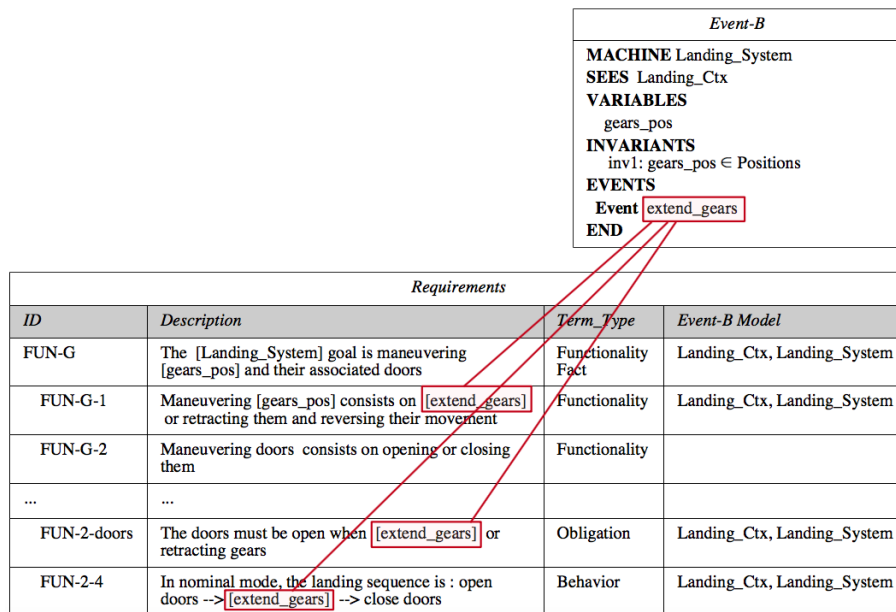 Event-B
MACHINE Landing_System
SEES Landing_Ctx
VARIABLES
gears_pos
INVARIANTS
inv1: gears_pos ∈ Positions
EVENTS
Event extend_gears
END
Requirements
ID Description Term_Type Event-B Model
FUN-G The [Landing_System] goal is maneuvering Functionality Landing_Ctx, Landing_System
[gears_pos] and their associated doors Fact
FUN-G-1 Maneuvering [gears_pos] consists on [extend_gears] Functionality Landing_Ctx, Landing_System
or retracting them and reversing their movement
FUN-G-2 Maneuvering doors consists on opening or closing Functionality
them
... ...
FUN-2-doors The doors must be open when [extend_gears] or Obligation Landing_Ctx, Landing_System
retracting gears
FUN-2-4 In nominal mode, the landing sequence is : open Behavior Landing_Ctx, Landing_System
doors -->[extend_gears] --> close doors